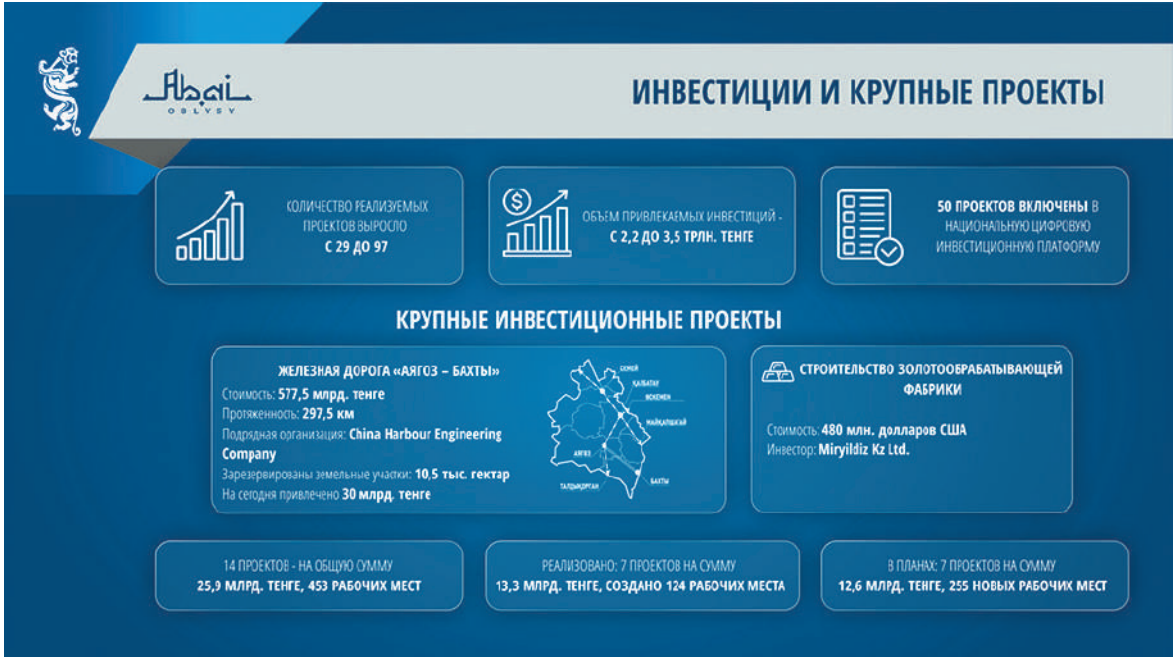 Abai
OBLYSY
ИНВЕСТИЦИИ И КРУПНЫЕ ПРОЕКТЫ
КОЛИЧЕСТВО РЕАЛИЗУЕМЫХ
ПРОЕКТОВ ВЫРОСЛО
С 29 ДО 97
ОБЪЕМ ПРИВЛЕКАЕМЫХ ИНВЕСТИЦИЙ -
С 2,2 ДО 3,5 ТРЛН. ТЕНГЕ
50 ПРОЕКТОВ ВКЛЮЧЕНЫ В
НАЦИОНАЛЬНУЮ ЦИФРОВУЮ
ИНВЕСТИЦИОННУЮ ПЛАТФОРМУ
КРУПНЫЕ ИНВЕСТИЦИОННЫЕ ПРОЕКТЫ
ЖЕЛЕЗНАЯ ДОРОГА «АЯГОЗ – БАХТЫ»
Стоимость: 577,5 млрд. тенге
Протяженность: 297,5 км
Подрядная организация: China Harbour Engineering
Company
Зарезервированы земельные участки: 10,5 тыс. гектар
На сегодня привлечено 30 млрд. тенге
СЕМЕЙ
ҚАЛБАТАУ
ӨСКЕМЕН
МАЙҚАПШАҒАЙ
АЯГӨЗ
ТАЛДЫҚОРҒАН
БАХТЫ
СТРОИТЕЛЬСТВО ЗОЛОТООБРАБАТЫВАЮЩЕЙ
ФАБРИКИ
Стоимость: 480 млн. долларов США
Инвестор: Miryildiz Kz Ltd.
14 ПРОЕКТОВ - НА ОБЩУЮ СУММУ
25,9 МЛРД. ТЕНГЕ, 453 РАБОЧИХ МЕСТ
РЕАЛИЗОВАНО: 7 ПРОЕКТОВ НА СУММУ
13,3 МЛРД. ТЕНГЕ, СОЗДАНО 124 РАБОЧИХ МЕСТА
В ПЛАНАХ: 7 ПРОЕКТОВ НА СУММУ
12,6 МЛРД. ТЕНГЕ, 255 НОВЫХ РАБОЧИХ МЕСТ